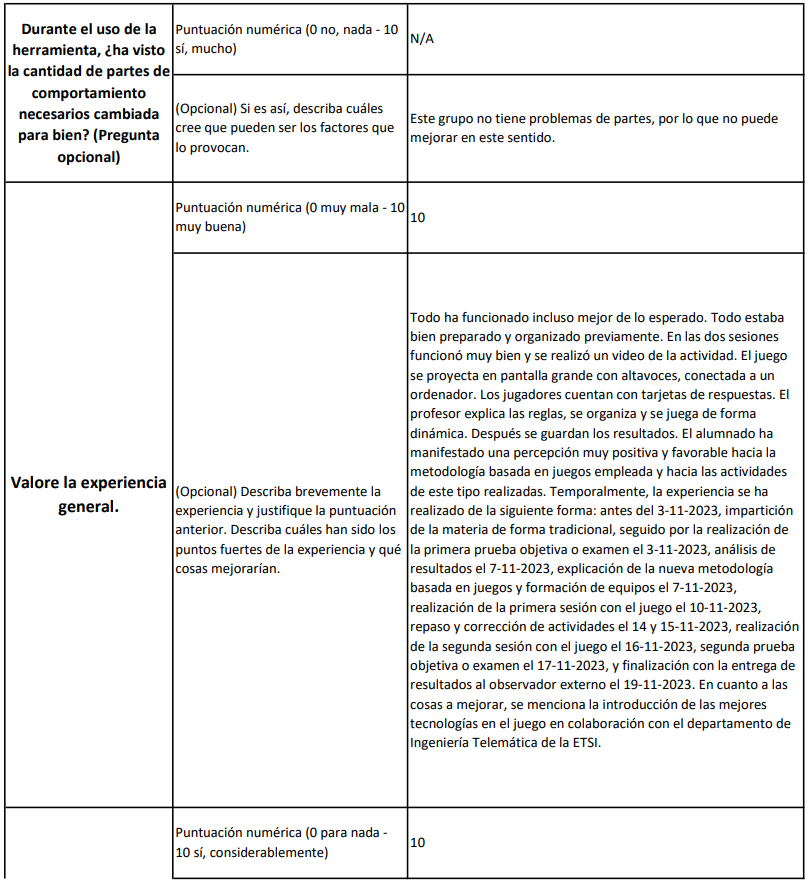 Durante el uso de la
herramienta, ¿ha visto
la cantidad de partes de
comportamiento
necesarios cambiada
para bien? (Pregunta
opcional)
Puntuación numérica (0 no, nada - 10
sí, mucho)
N/A
(Opcional) Si es así, describa cuáles
cree que pueden ser los factores que
lo provocan.
Este grupo no tiene problemas de partes, por lo que no puede
mejorar en este sentido.
Valore la experiencia
general.
Puntuación numérica (0 muy mala - 10
muy buena)
10
(Opcional) Describa brevemente la
experiencia y justifique la puntuación
anterior. Describa cuáles han sido los
puntos fuertes de la experiencia y qué
cosas mejorarían.
Todo ha funcionado incluso mejor de lo esperado. Todo estaba
bien preparado y organizado previamente. En las dos sesiones
funcionó muy bien y se realizó un video de la actividad. El juego
se proyecta en pantalla grande con altavoces, conectada a un
ordenador. Los jugadores cuentan con tarjetas de respuestas. El
profesor explica las reglas, se organiza y se juega de forma
dinámica. Después se guardan los resultados. El alumnado ha
manifestado una percepción muy positiva y favorable hacia la
metodología basada en juegos empleada y hacia las actividades
de este tipo realizadas. Temporalmente, la experiencia se ha
realizado de la siguiente forma: antes del 3-11-2023, impartición
de la materia de forma tradicional, seguido por la realización de
la primera prueba objetiva o examen el 3-11-2023, análisis de
resultados el 7-11-2023, explicación de la nueva metodología
basada en juegos y formación de equipos el 7-11-2023,
realización de la primera sesión con el juego el 10-11-2023,
repaso y corrección de actividades el 14 y 15-11-2023, realización
de la segunda sesión con el juego el 16-11-2023, segunda prueba
objetiva o examen el 17-11-2023, y finalización con la entrega de
resultados al observador externo el 19-11-2023. En cuanto a las
cosas a mejorar, se menciona la introducción de las mejores
tecnologías en el juego en colaboración con el departamento de
Ingeniería Telemática de la ETSI.
Puntuación numérica (0 para nada -
10 sí, considerablemente)
10